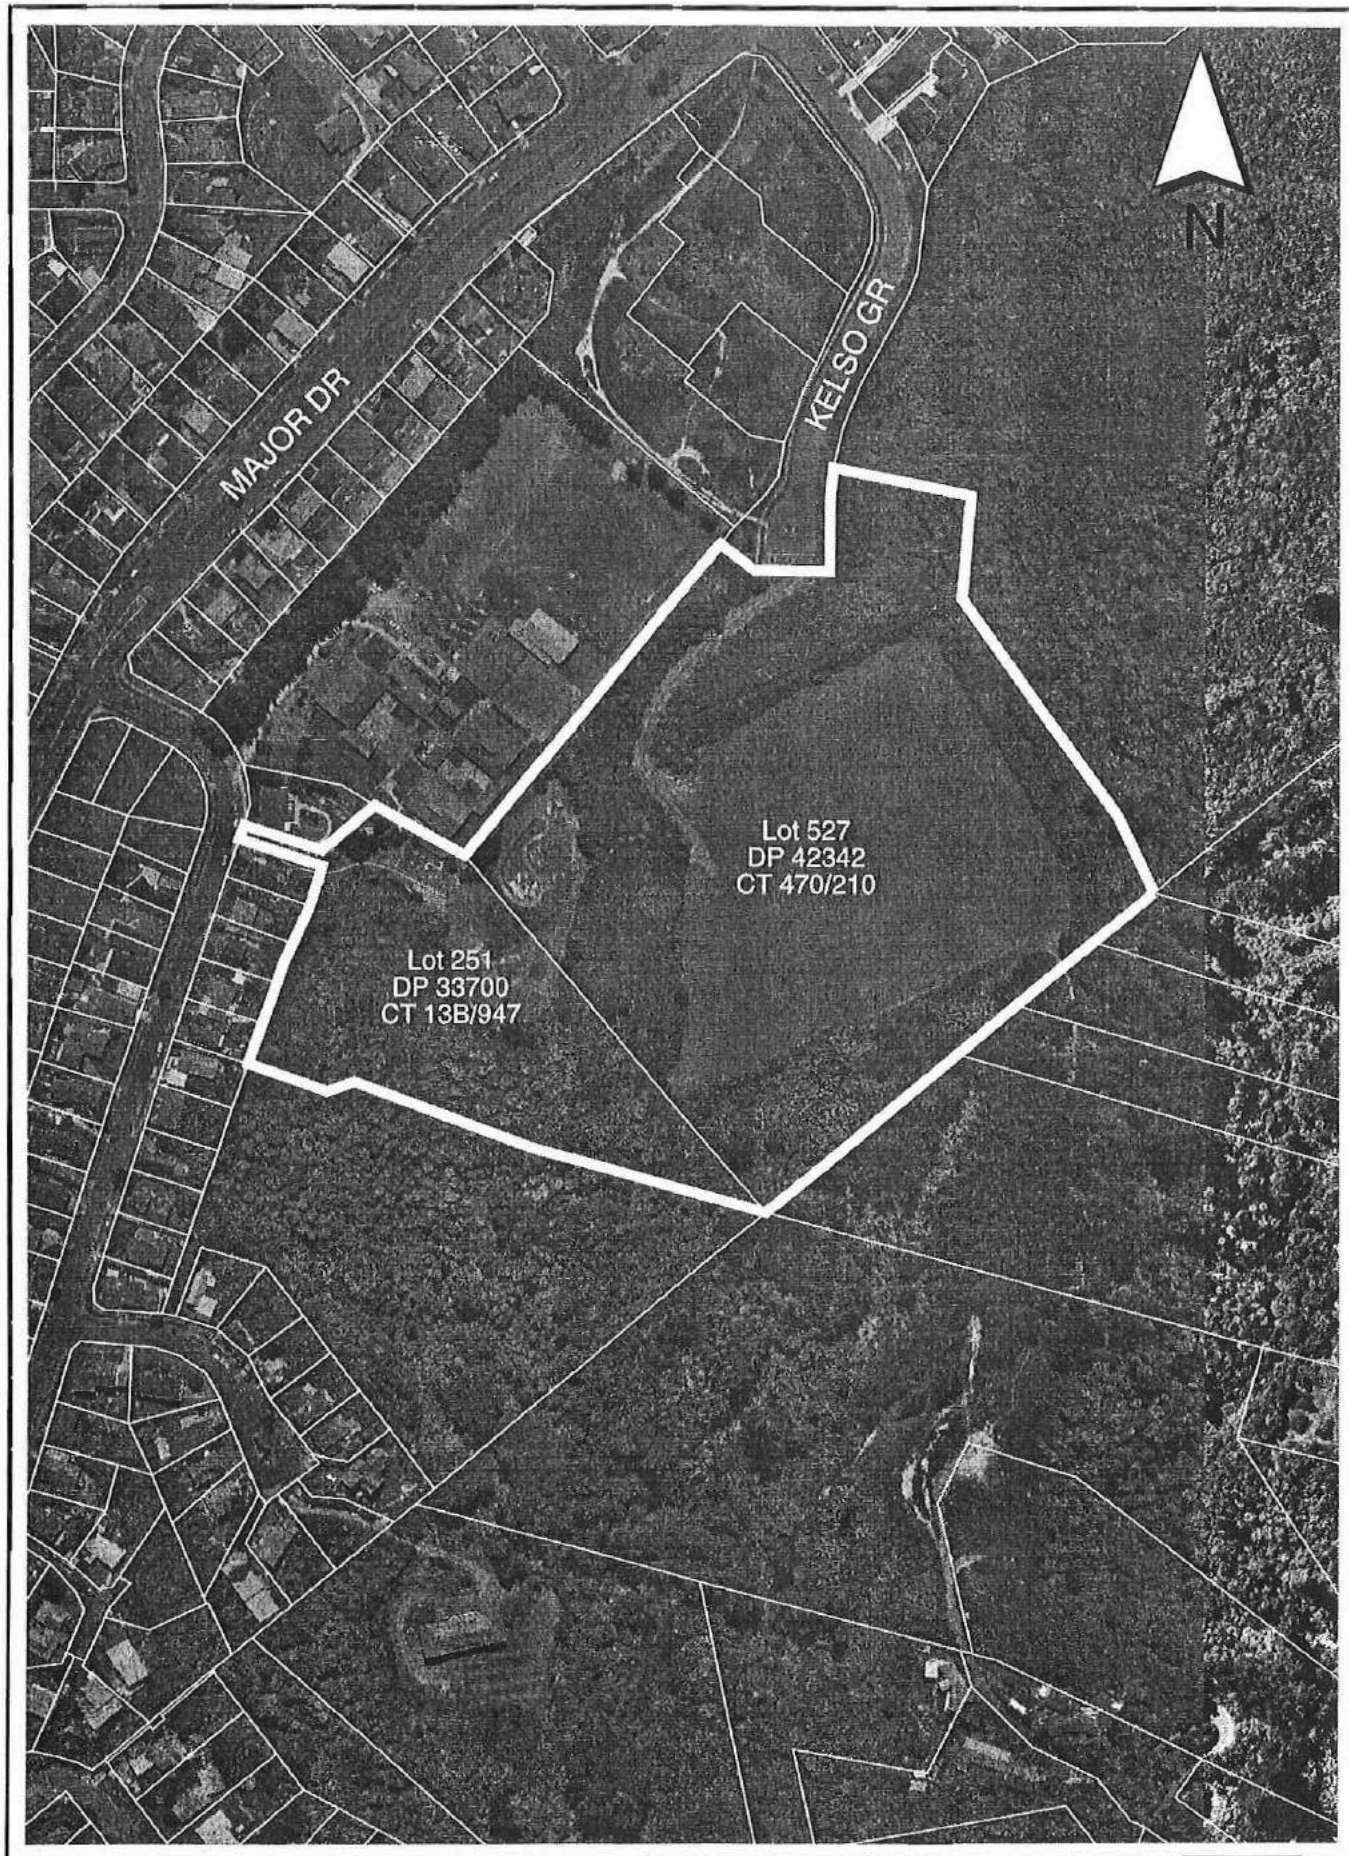 N
KELSO GR
MAJOR DR
Lot 527
DP 42342
CT 470/210
Lot 251
DP 33700
CT 13B/947